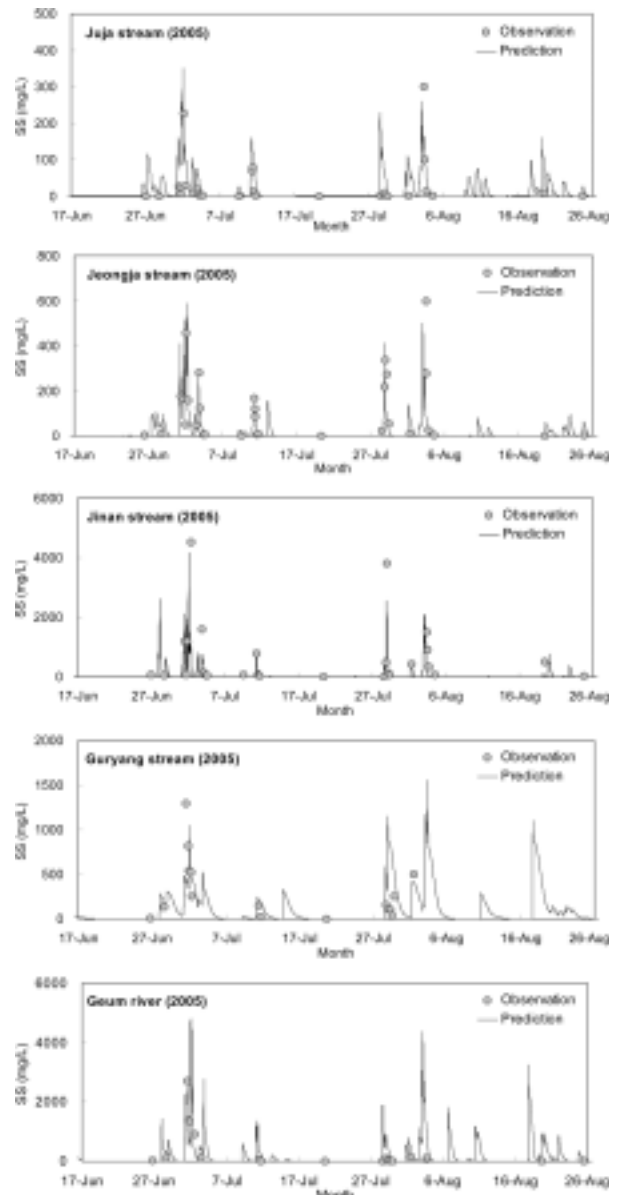 Juja stream (2005)
Observation
Prediction
SS (mg/L)
500
400
300
200
100
0
17-Jun 27-Jun 7-Jul 17-Jul 27-Jul 6-Aug 16-Aug 26-Aug
Month
Jeongja stream (2005)
Observation
Prediction
SS (mg/L)
800
600
400
200
0
17-Jun 27-Jun 7-Jul 17-Jul 27-Jul 6-Aug 16-Aug 26-Aug
Month
Jinan stream (2005)
Observation
Prediction
SS (mg/L)
6000
4000
2000
0
17-Jun 27-Jun 7-Jul 17-Jul 27-Jul 6-Aug 16-Aug 26-Aug
Month
Guryang stream (2005)
Observation
Prediction
SS (mg/L)
2000
1500
1000
500
0
17-Jun 27-Jun 7-Jul 17-Jul 27-Jul 6-Aug 16-Aug 26-Aug
Month
Geum river (2005)
Observation
Prediction
SS (mg/L)
6000
4000
2000
0
17-Jun 27-Jun 7-Jul 17-Jul 27-Jul 6-Aug 16-Aug 26-Aug
Month